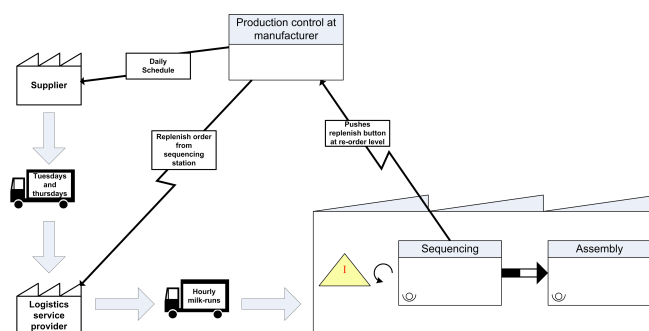 Production control at
manufacturer
Daily
Schedule
Supplier
Replenish order
from
sequencing
station
Pushes
replenish button
at re-order level
Tuesdays
and
thursdays
Sequencing
Assembly
I
Hourly
milk-runs
Logistics
service
provider